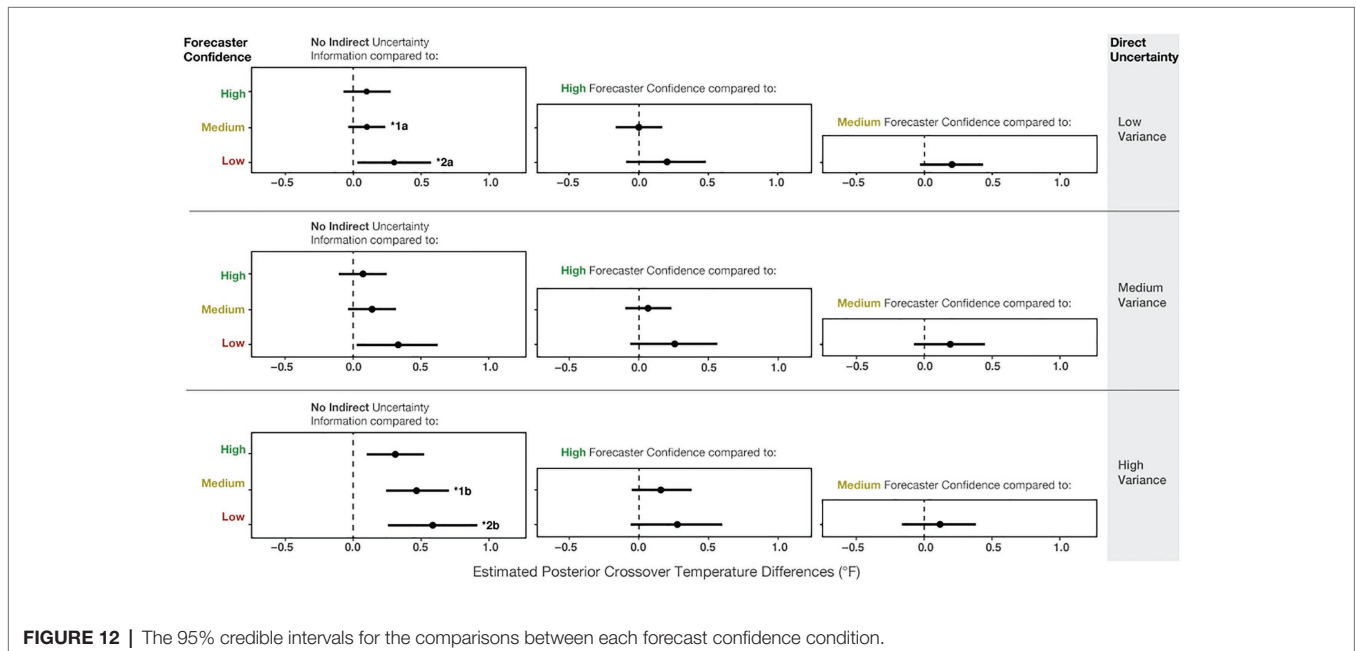 Forecaster
Confidence
No Indirect Uncertainty
Information compared to:
Direct
Uncertainty
High
Medium
Low
*1a
*2a
−0.5 0.0 0.5 1.0
High Forecaster Confidence compared to:
−0.5 0.0 0.5 1.0
Medium Forecaster Confidence compared to:
−0.5 0.0 0.5 1.0
Low
Variance
No Indirect Uncertainty
Information compared to:
High
Medium
Low
−0.5 0.0 0.5 1.0
High Forecaster Confidence compared to:
−0.5 0.0 0.5 1.0
Medium Forecaster Confidence compared to:
−0.5 0.0 0.5 1.0
Medium
Variance
No Indirect Uncertainty
Information compared to:
High
Medium
Low
*1b
*2b
−0.5 0.0 0.5 1.0
High Forecaster Confidence compared to:
−0.5 0.0 0.5 1.0
Medium Forecaster Confidence compared to:
−0.5 0.0 0.5 1.0
High
Variance
Estimated Posterior Crossover Temperature Differences (°F)
FIGURE 12 | The 95% credible intervals for the comparisons between each forecast confidence condition.